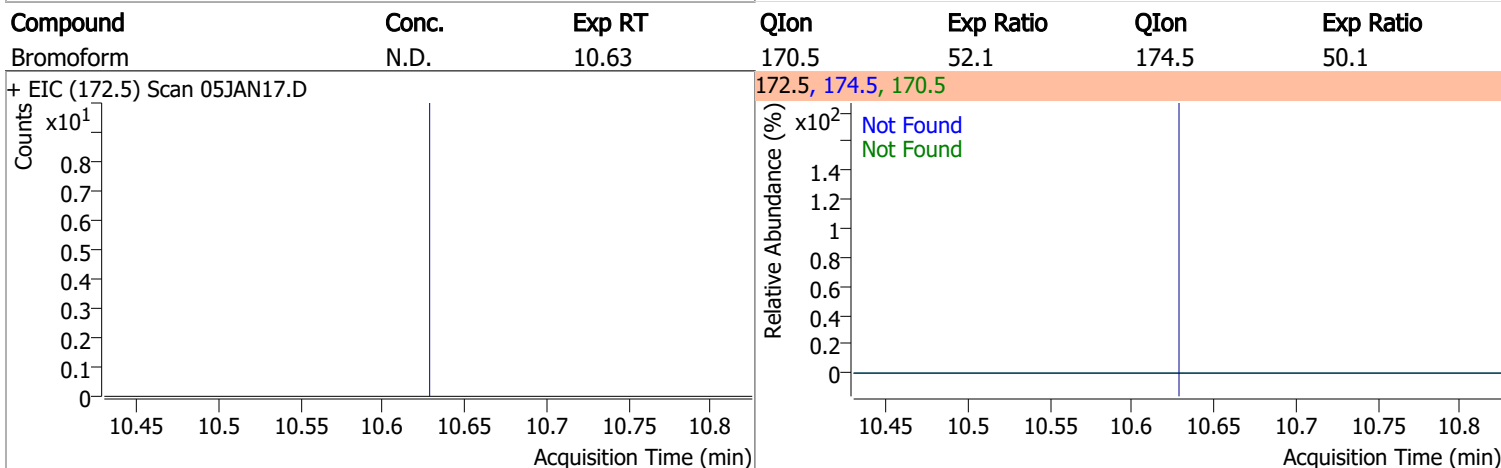 Compound Conc. Exp RT QIon Exp Ratio QIon Exp Ratio
Bromoform N.D. 10.63 170.5 52.1 174.5 50.1
+ EIC (172.5) Scan 05JAN17.D
Counts
x10¹
0.8
0.7
0.6
0.5
0.4
0.3
0.2
0.1
0
10.45 10.5 10.55 10.6 10.65 10.7 10.75 10.8
Acquisition Time (min)
172.5, 174.5, 170.5
Relative Abundance (%)
x10²
Not Found
Not Found
1.4
1.2
1
0.8
0.6
0.4
0.2
0
10.45 10.5 10.55 10.6 10.65 10.7 10.75 10.8
Acquisition Time (min)